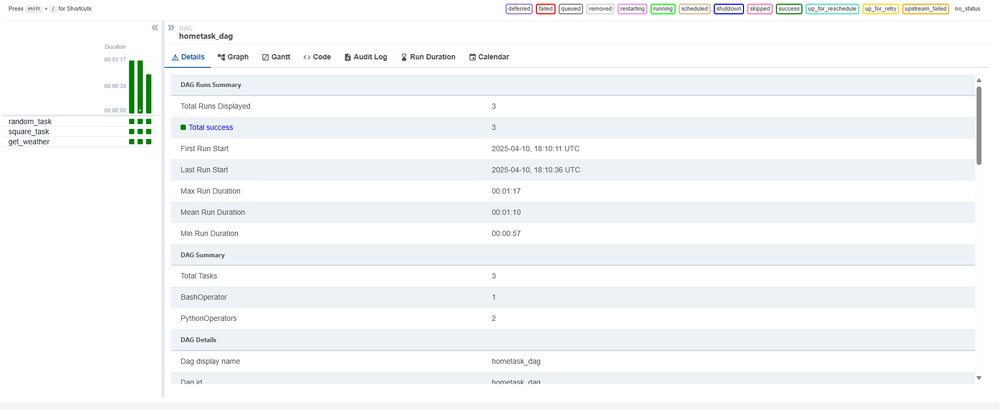 Press shift + / for Shortcuts
deferred failed queued removed restarting running scheduled shutdown skipped success up_for_reschedule up_for_retry upstream_failed no_status
DAG
hometask_dag
Duration
00:01:17
00:00:38
00:00:00
random_task
square_task
get_weather
Details Graph Gantt Code Audit Log Run Duration Calendar
DAG Runs Summary
Total Runs Displayed 3
Total success 3
First Run Start 2025-04-10, 18:10:11 UTC
Last Run Start 2025-04-10, 18:10:36 UTC
Max Run Duration 00:01:17
Mean Run Duration 00:01:10
Min Run Duration 00:00:57
DAG Summary
Total Tasks 3
BashOperator 1
PythonOperators 2
DAG Details
Dag display name hometask_dag
Dag id hometask_dag